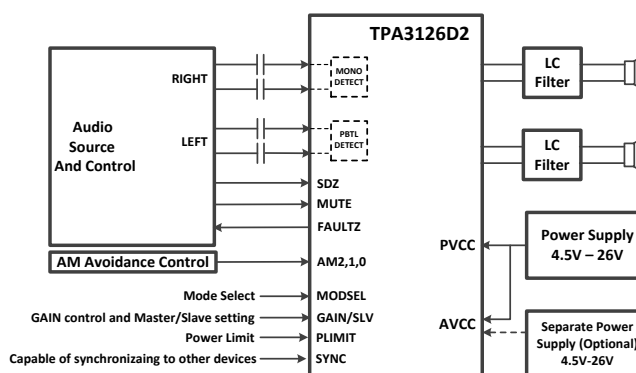 TPA3126D2
RIGHT
MONO
DETECT
LC
Filter
Audio
Source
And Control
LEFT
PBTL
DETECT
LC
Filter
SDZ
MUTE
FAULTZ
PVCC
Power Supply
4.5V – 26V
AM Avoidance Control
AM2,1,0
Mode Select
MODSEL
GAIN control and Master/Slave setting
GAIN/SLV
AVCC
Separate Power
Supply (Optional)
4.5V-26V
Power Limit
PLIMIT
Capable of synchronizaing to other devices
SYNC